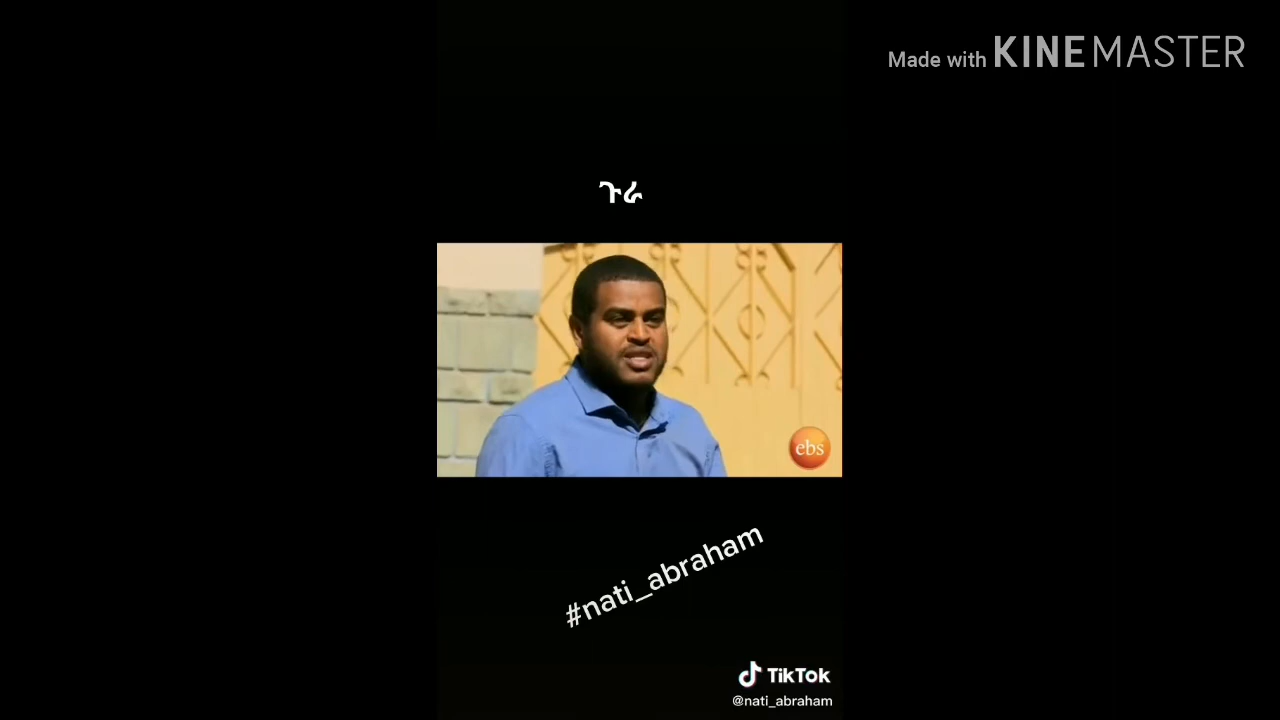 Made with KINEMASTER
ጉራ
ebs
#nati_abraham
TikTok
@nati_abraham